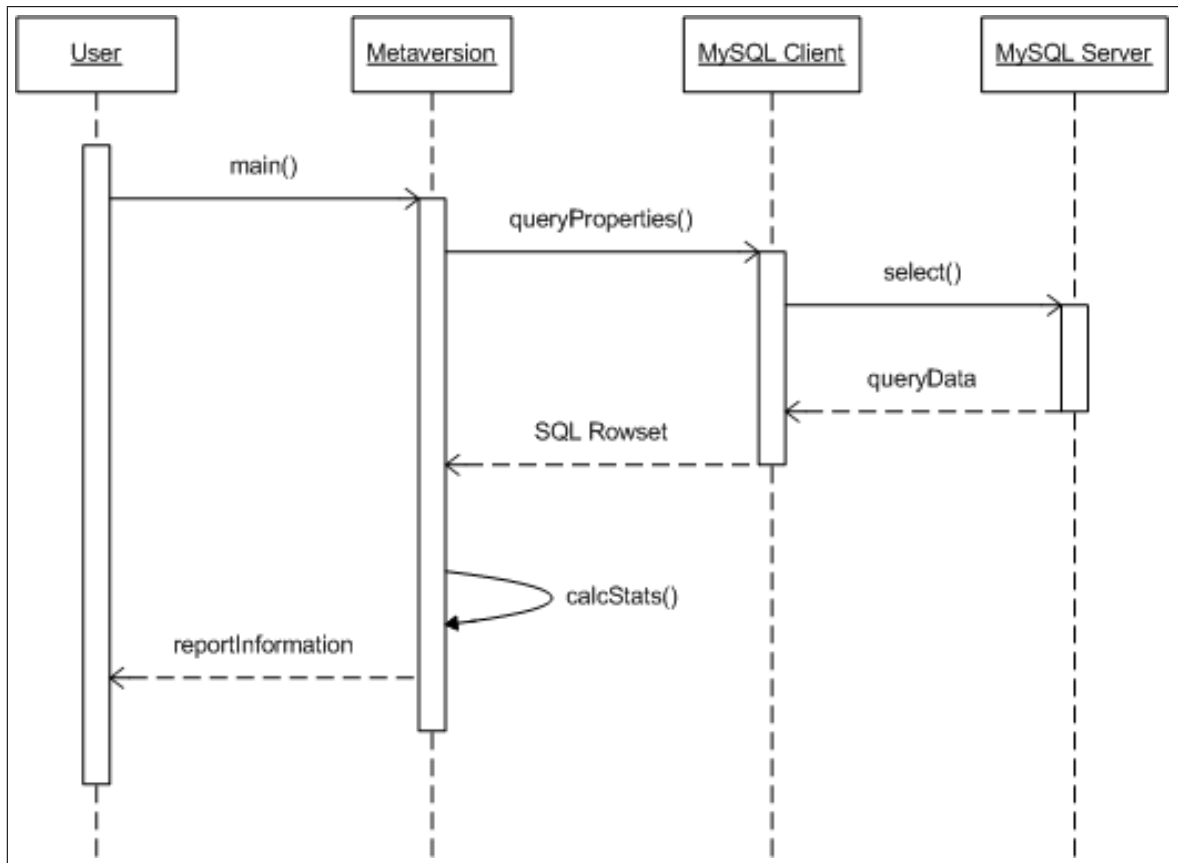 User
Metaversion
MySQL Client
MySQL Server
main()
queryProperties()
select()
queryData
SQL Rowset
calcStats()
reportInformation